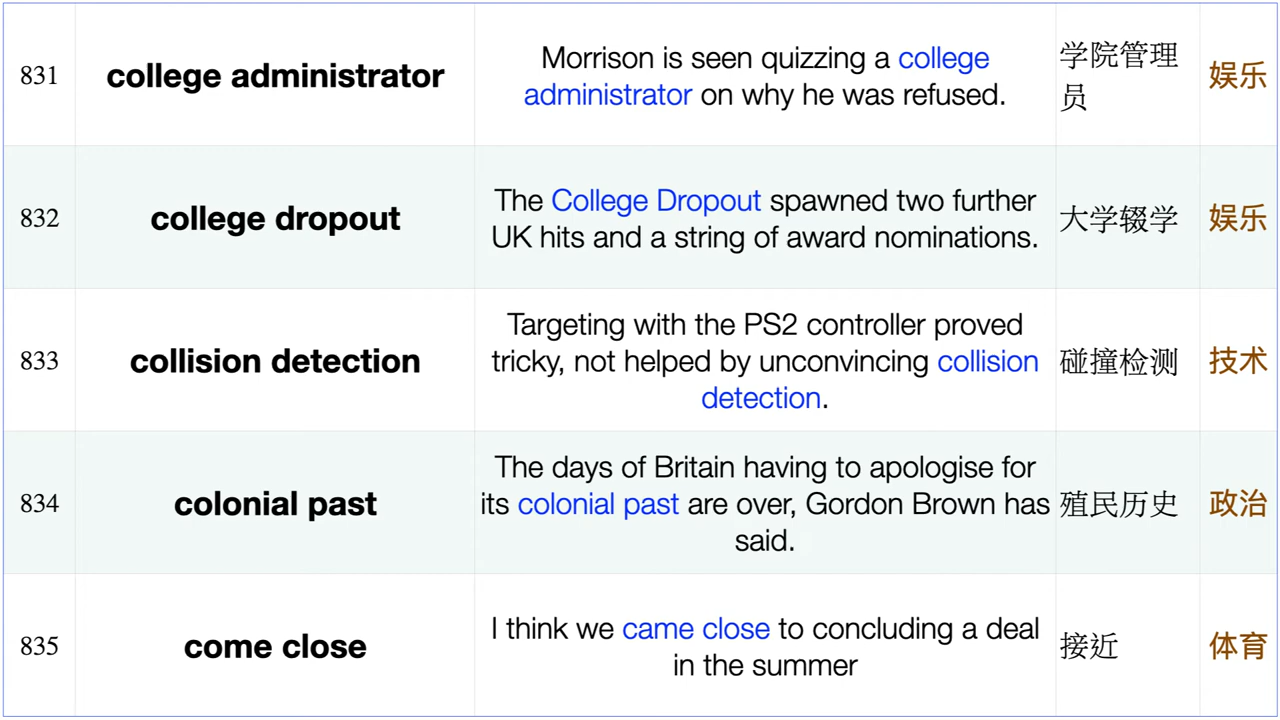 831
college administrator
Morrison is seen quizzing a college
administrator on why he was refused.
学院管理
员
娱乐
832
college dropout
The College Dropout spawned two further
UK hits and a string of award nominations.
大学辍学
娱乐
833
collision detection
Targeting with the PS2 controller proved
tricky, not helped by unconvincing collision
detection.
碰撞检测
技术
834
colonial past
The days of Britain having to apologise for
its colonial past are over, Gordon Brown has
said.
殖民历史
政治
835
come close
I think we came close to concluding a deal
in the summer
接近
体育